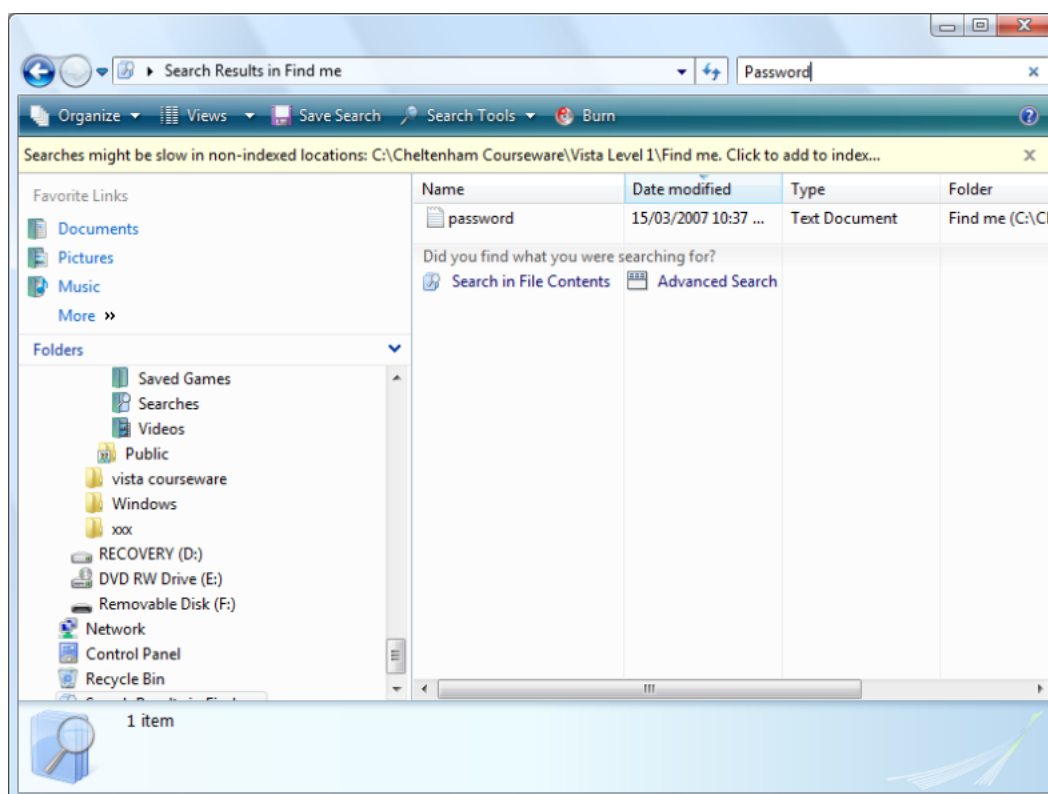 Search Results in Find me
Password
Organize Views Save Search Search Tools Burn
Searches might be slow in non-indexed locations: C:\Cheltenham Courseware\Vista Level 1\Find me. Click to add to index...
Favorite Links
Documents
Pictures
Music
More »
Folders
Saved Games
Searches
Videos
Public
vista courseware
Windows
xxx
RECOVERY (D:)
DVD RW Drive (E:)
Removable Disk (F:)
Network
Control Panel
Recycle Bin
Name Date modified Type Folder
password 15/03/2007 10:37 ... Text Document Find me (C:\Cl
Did you find what you were searching for?
Search in File Contents Advanced Search
1 item